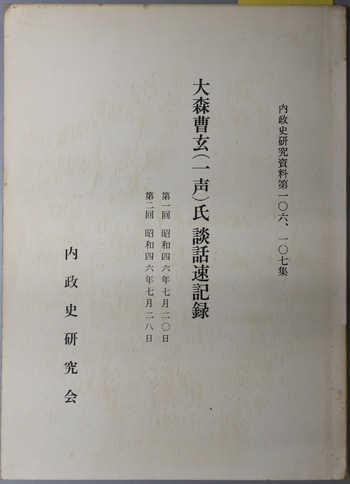 内政史研究資料第一〇六、一〇七集
大森曹玄（一声）氏談話速記録
第一回 昭和四六年七月二〇日
第二回 昭和四六年七月二八日
内政史研究会